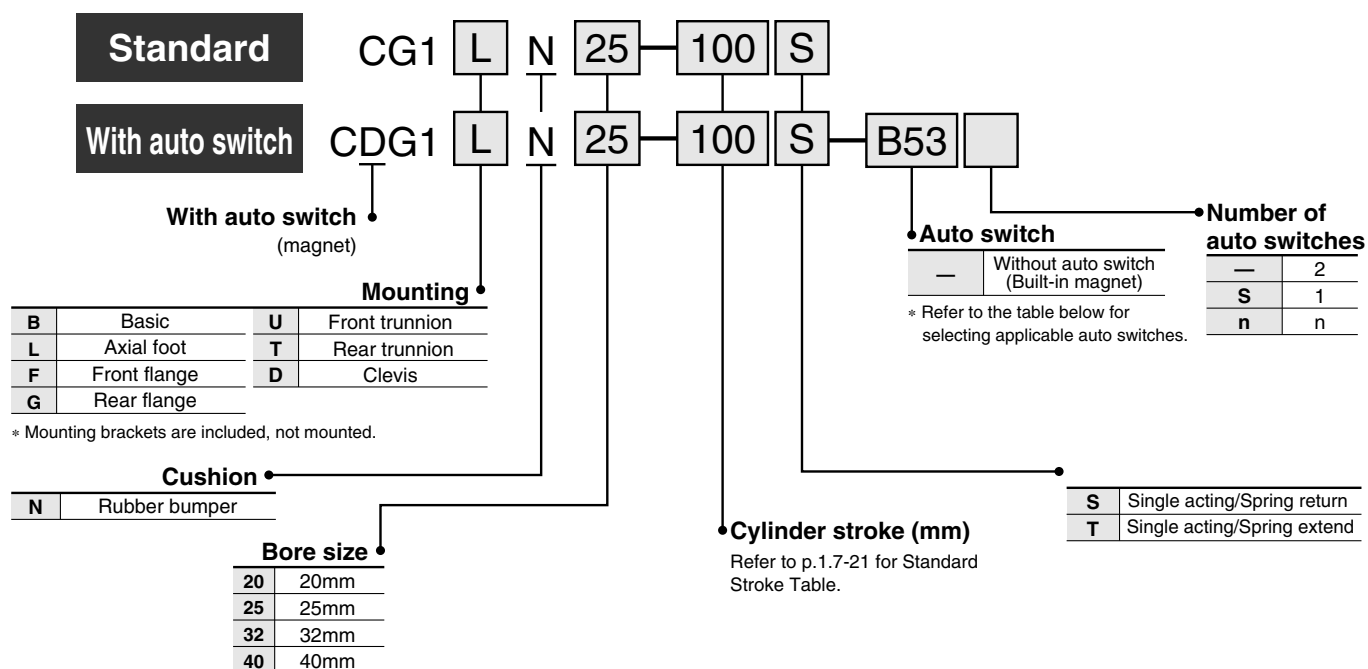 Standard CG1 L N 25 — 100 S
With auto switch CDG1 L N 25 — 100 S — B53
With auto switch
(magnet)
Mounting
B Basic U Front trunnion
L Axial foot T Rear trunnion
F Front flange D Clevis
G Rear flange
* Mounting brackets are included, not mounted.
Cushion
N Rubber bumper
Bore size
20 20mm
25 25mm
32 32mm
40 40mm
Cylinder stroke (mm)
Refer to p.1.7-21 for Standard
Stroke Table.
S Single acting/Spring return
T Single acting/Spring extend
Auto switch
— Without auto switch
(Built-in magnet)
* Refer to the table below for
selecting applicable auto switches.
Number of
auto switches
— 2
S 1
n n